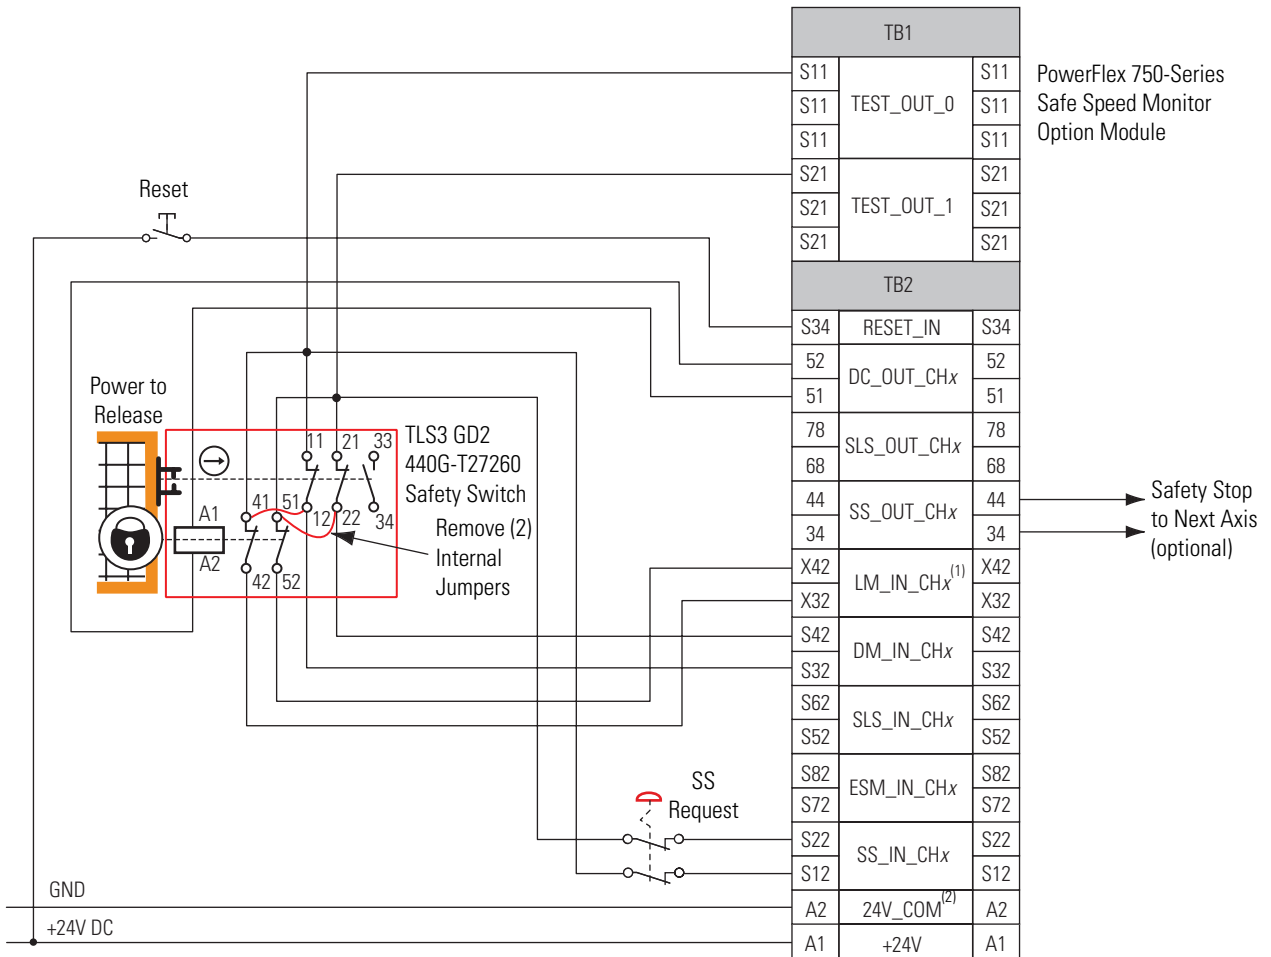 TB1
S11 S11
S11 TEST_OUT_0 S11
S11 S11
PowerFlex 750-Series
Safe Speed Monitor
Option Module
S21 S21
S21 TEST_OUT_1 S21
S21 S21
Reset
TB2
S34 RESET_IN S34
52 52
DC_OUT_CHx
51 51
78 78
SLS_OUT_CHx
68 68
44 44
SS_OUT_CHx
34 34
Safety Stop
to Next Axis
(optional)
X42 X42
LM_IN_CHx(1)
X32 X32
S42 S42
DM_IN_CHx
S32 S32
S62 S62
SLS_IN_CHx
S52 S52
S82 S82
ESM_IN_CHx
S72 S72
S22 S22
SS_IN_CHx
S12 S12
A2 24V_COM(2) A2
A1 +24V A1
Power to
Release
11 21 33
TLS3 GD2
440G-T27260
Safety Switch
41 51
12 22 34
A1
A2
42 52
Remove (2)
Internal
Jumpers
SS
Request
GND
+24V DC